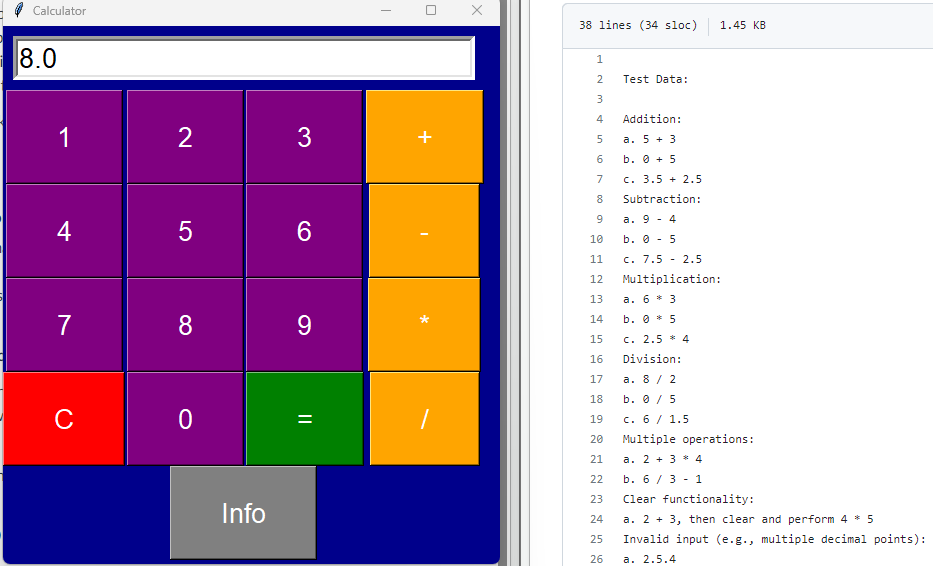 Calculator
8.0
1 2 3 +
4 5 6 -
7 8 9 *
C 0 = /
Info
38 lines (34 sloc) 1.45 KB
1
2 Test Data:
3
4 Addition:
5 a. 5 + 3
6 b. 0 + 5
7 c. 3.5 + 2.5
8 Subtraction:
9 a. 9 - 4
10 b. 0 - 5
11 c. 7.5 - 2.5
12 Multiplication:
13 a. 6 * 3
14 b. 0 * 5
15 c. 2.5 * 4
16 Division:
17 a. 8 / 2
18 b. 0 / 5
19 c. 6 / 1.5
20 Multiple operations:
21 a. 2 + 3 * 4
22 b. 6 / 3 - 1
23 Clear functionality:
24 a. 2 + 3, then clear and perform 4 * 5
25 Invalid input (e.g., multiple decimal points):
26 a. 2.5.4